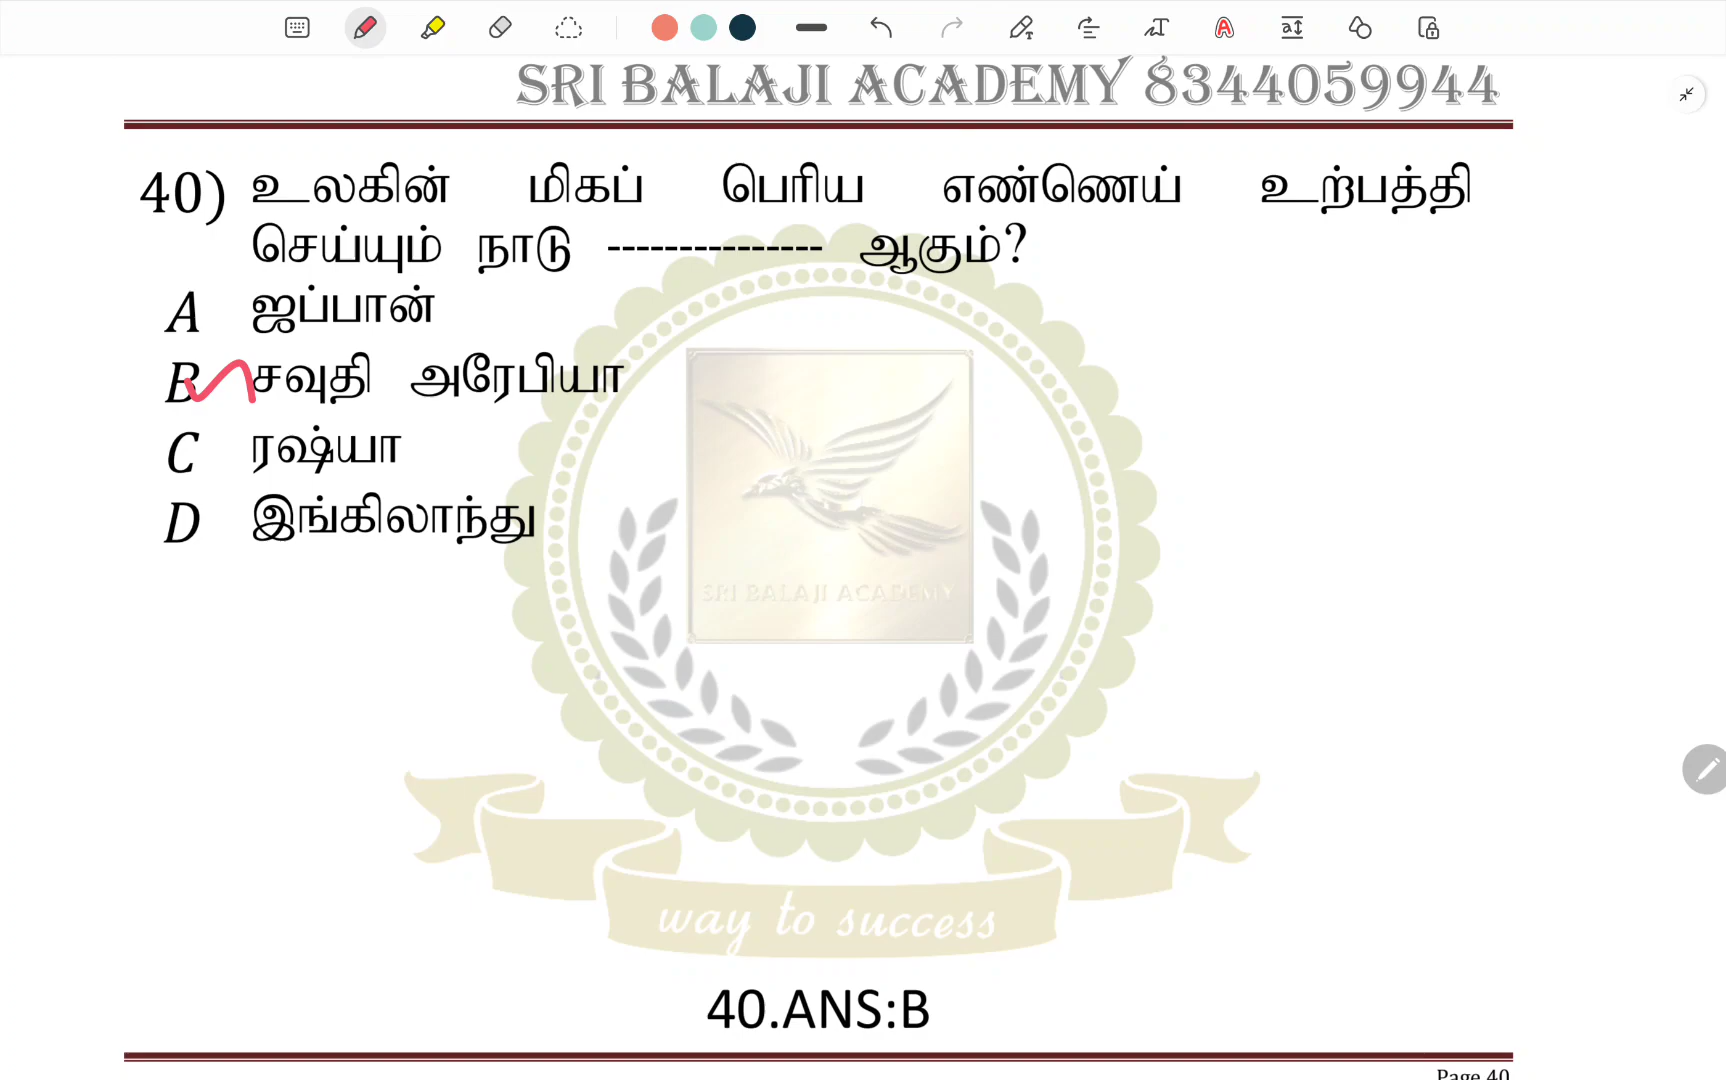 SRI BALAJI ACADEMY 8344059944
40) உலகின் மிகப் பெரிய எண்ணெய் உற்பத்தி
செய்யும் நாடு --------------- ஆகும்?
A ஜப்பான்
B சவுதி அரேபியா
C ரஷ்யா
D இங்கிலாந்து
SRI BALAJI ACADEMY
way to success
40.ANS:B
Page 40